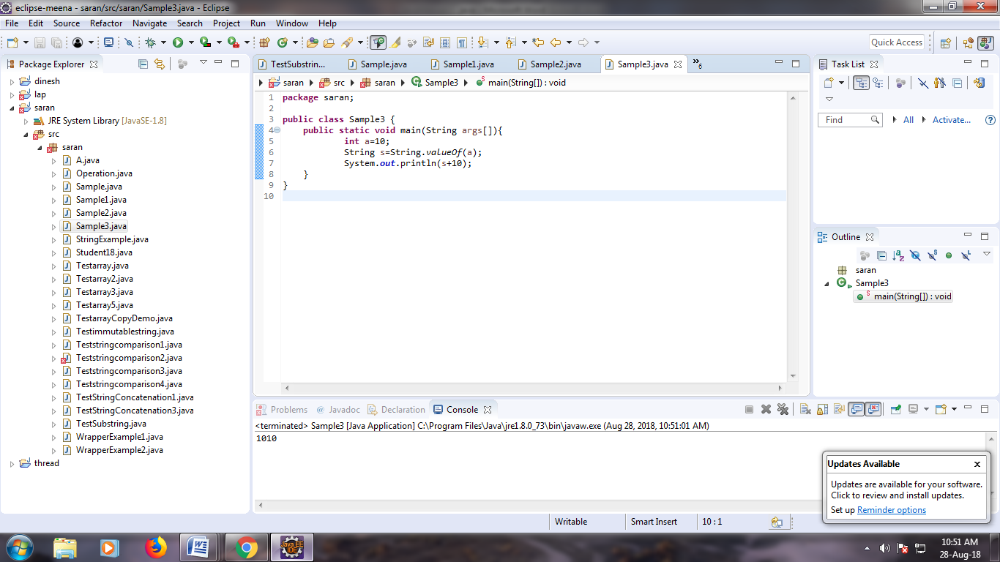 eclipse-meena - saran/src/saran/Sample3.java - Eclipse
File Edit Source Refactor Navigate Search Project Run Window Help
Quick Access
Package Explorer
dinesh
lap
saran
JRE System Library [JavaSE-1.8]
src
saran
A.java
Operation.java
Sample.java
Sample1.java
Sample2.java
Sample3.java
StringExample.java
Student18.java
Testarray.java
Testarray2.java
Testarray3.java
Testarray5.java
TestarrayCopyDemo.java
Testimmutablestring.java
Teststringcomparison1.java
Teststringcomparison2.java
Teststringcomparison3.java
Teststringcomparison4.java
TestStringConcatenation1.java
TestStringConcatenation3.java
TestSubstring.java
WrapperExample1.java
WrapperExample2.java
thread
TestSubstrin... Sample.java Sample1.java Sample2.java Sample3.java »6
saran src saran Sample3 main(String[]) : void
1 package saran;
2
3 public class Sample3 {
4 public static void main(String args[]){
5 int a=10;
6 String s=String.valueOf(a);
7 System.out.println(s+10);
8 }
9 }
10
Task List
Find All Activate...
Outline
saran
Sample3
main(String[]) : void
Problems @ Javadoc Declaration Console
<terminated> Sample3 [Java Application] C:\Program Files\Java\jre1.8.0_73\bin\javaw.exe (Aug 28, 2018, 10:51:01 AM)
1010
Updates Available
Updates are available for your software.
Click to review and install updates.
Set up Reminder options
Writable Smart Insert 10 : 1
Java EE
IDE
10:51 AM
28-Aug-18